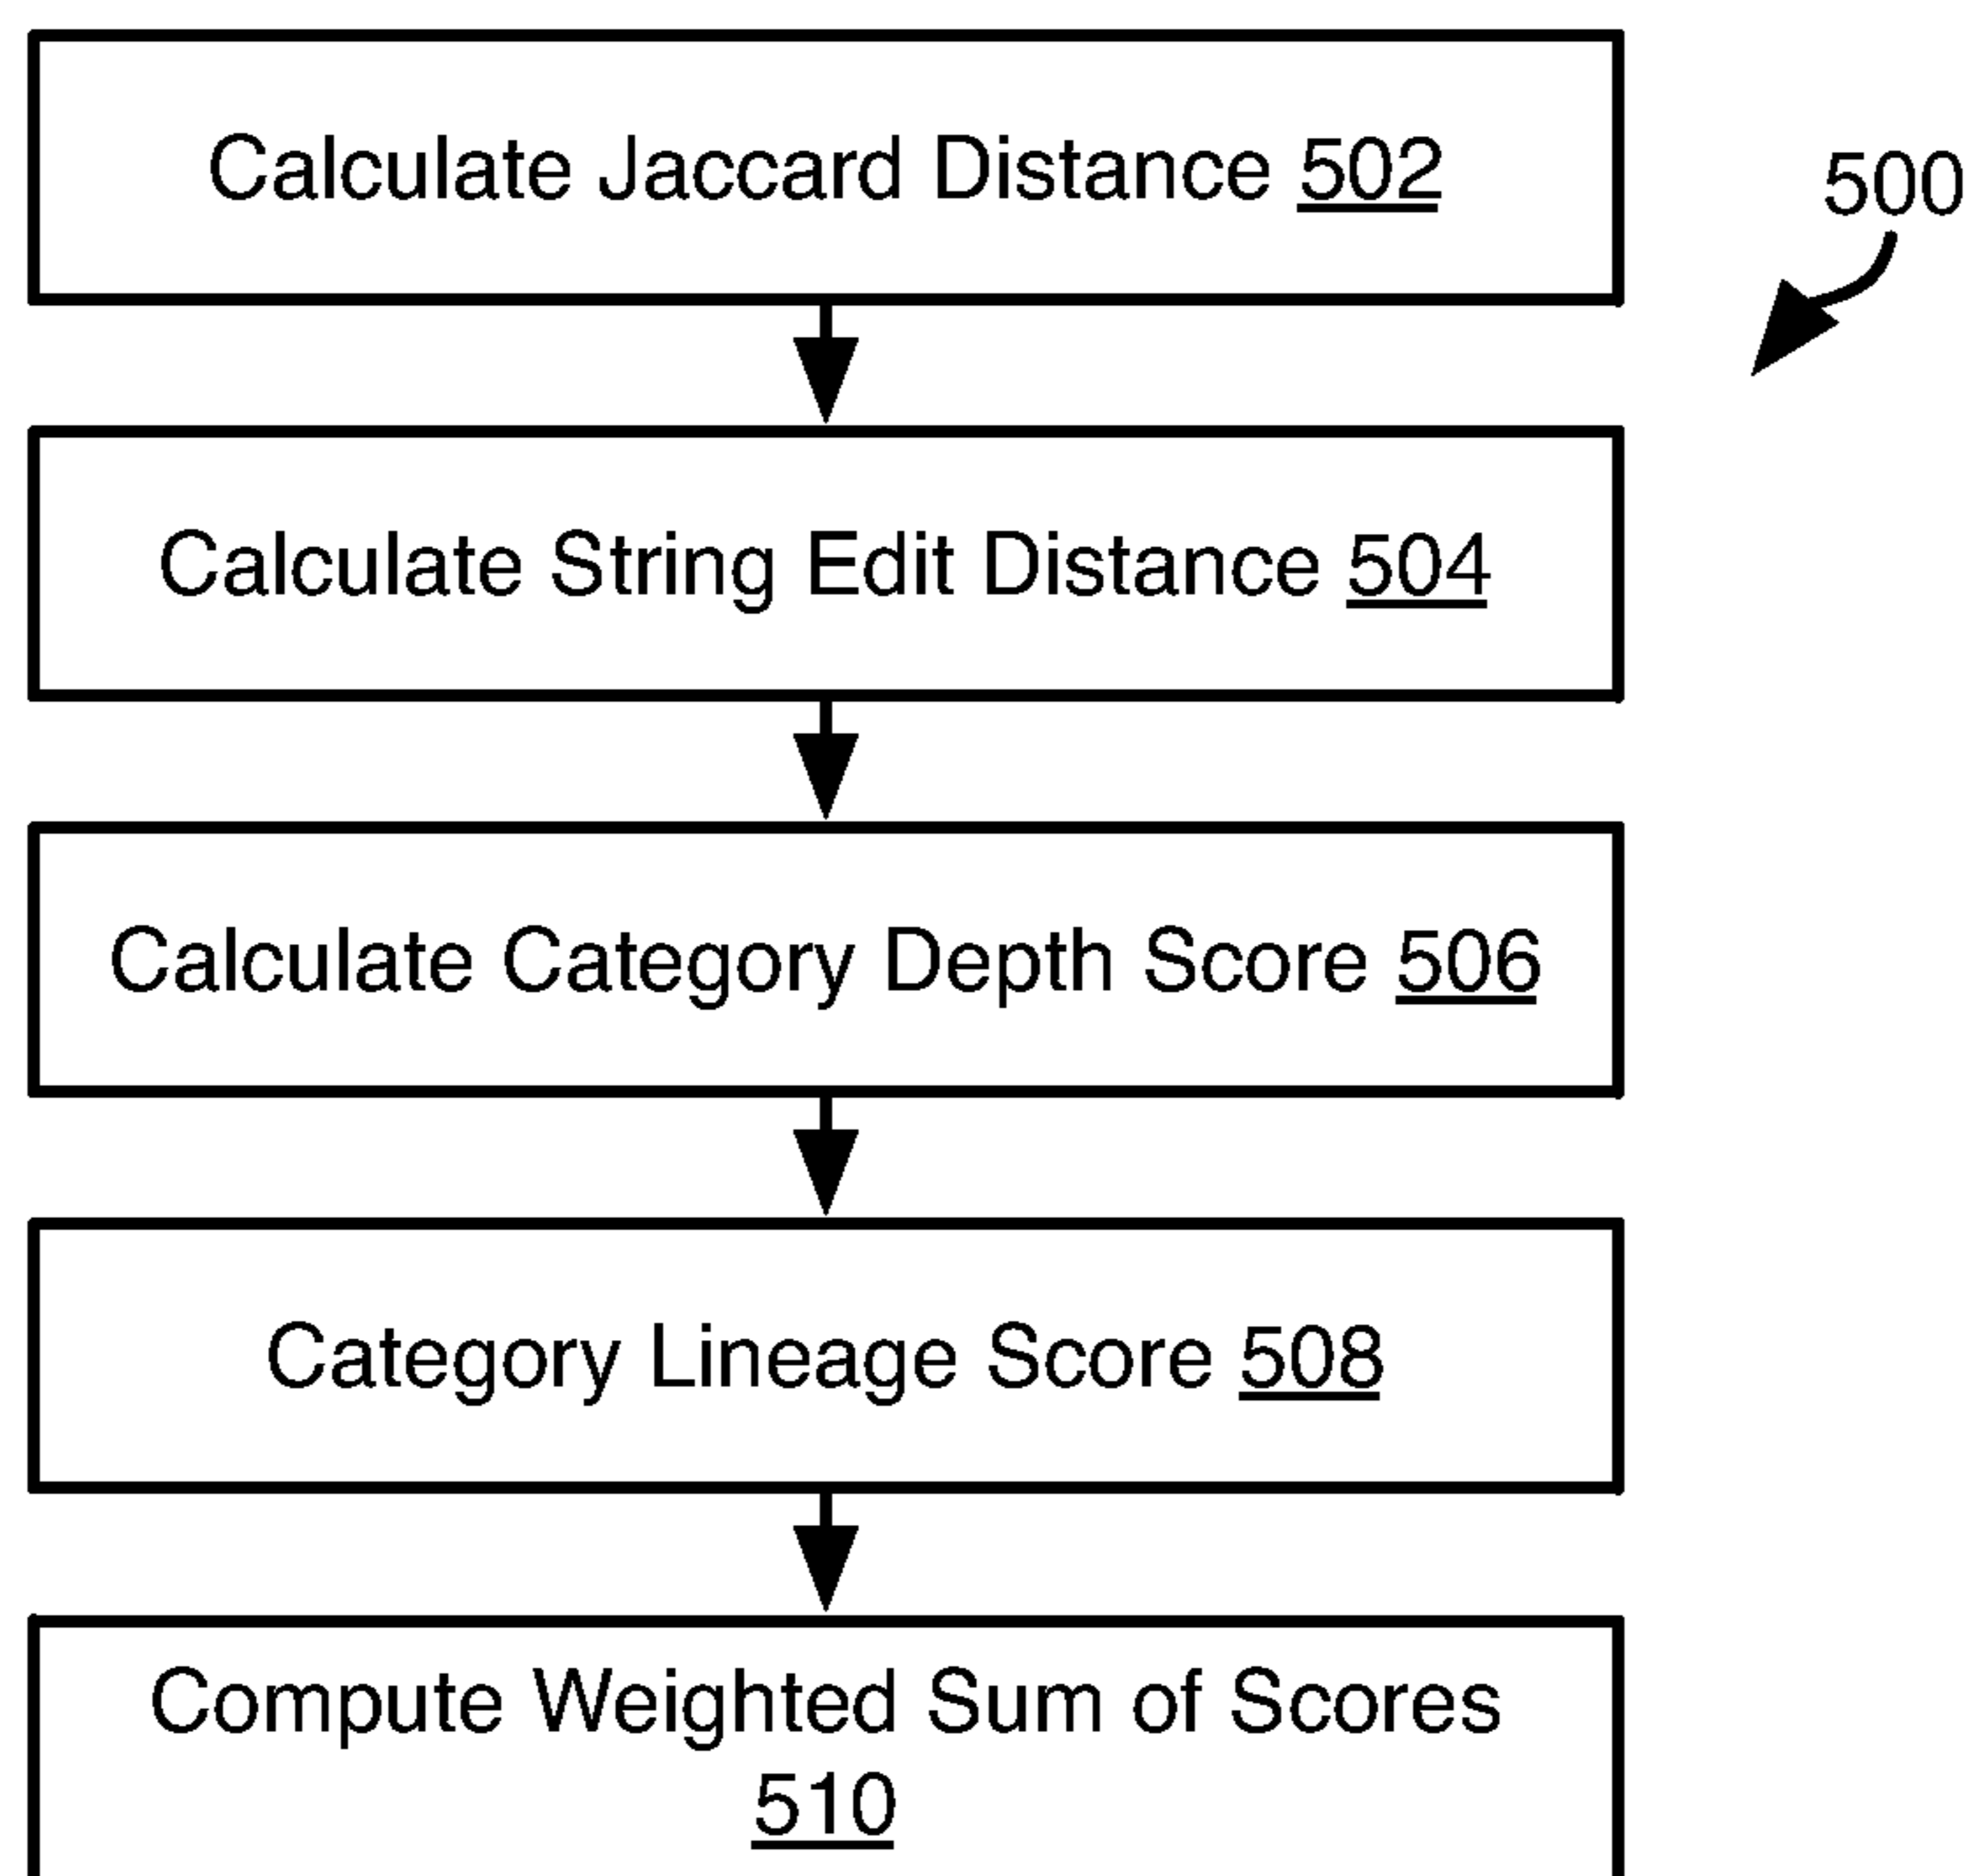 Calculate Jaccard Distance 502
500
Calculate String Edit Distance 504
Calculate Category Depth Score 506
Category Lineage Score 508
Compute Weighted Sum of Scores
510